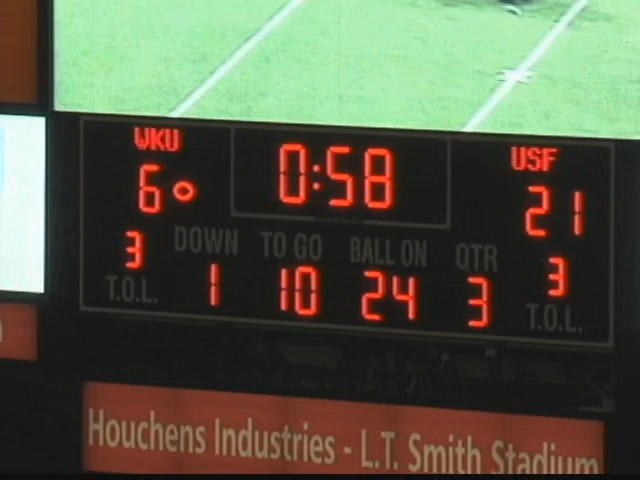 WKU 0:58 USF
6 21
3 DOWN TO GO BALL ON QTR 3
T.O.L. 1 10 24 3 T.O.L.
Houchens Industries - L.T. Smith Stadium